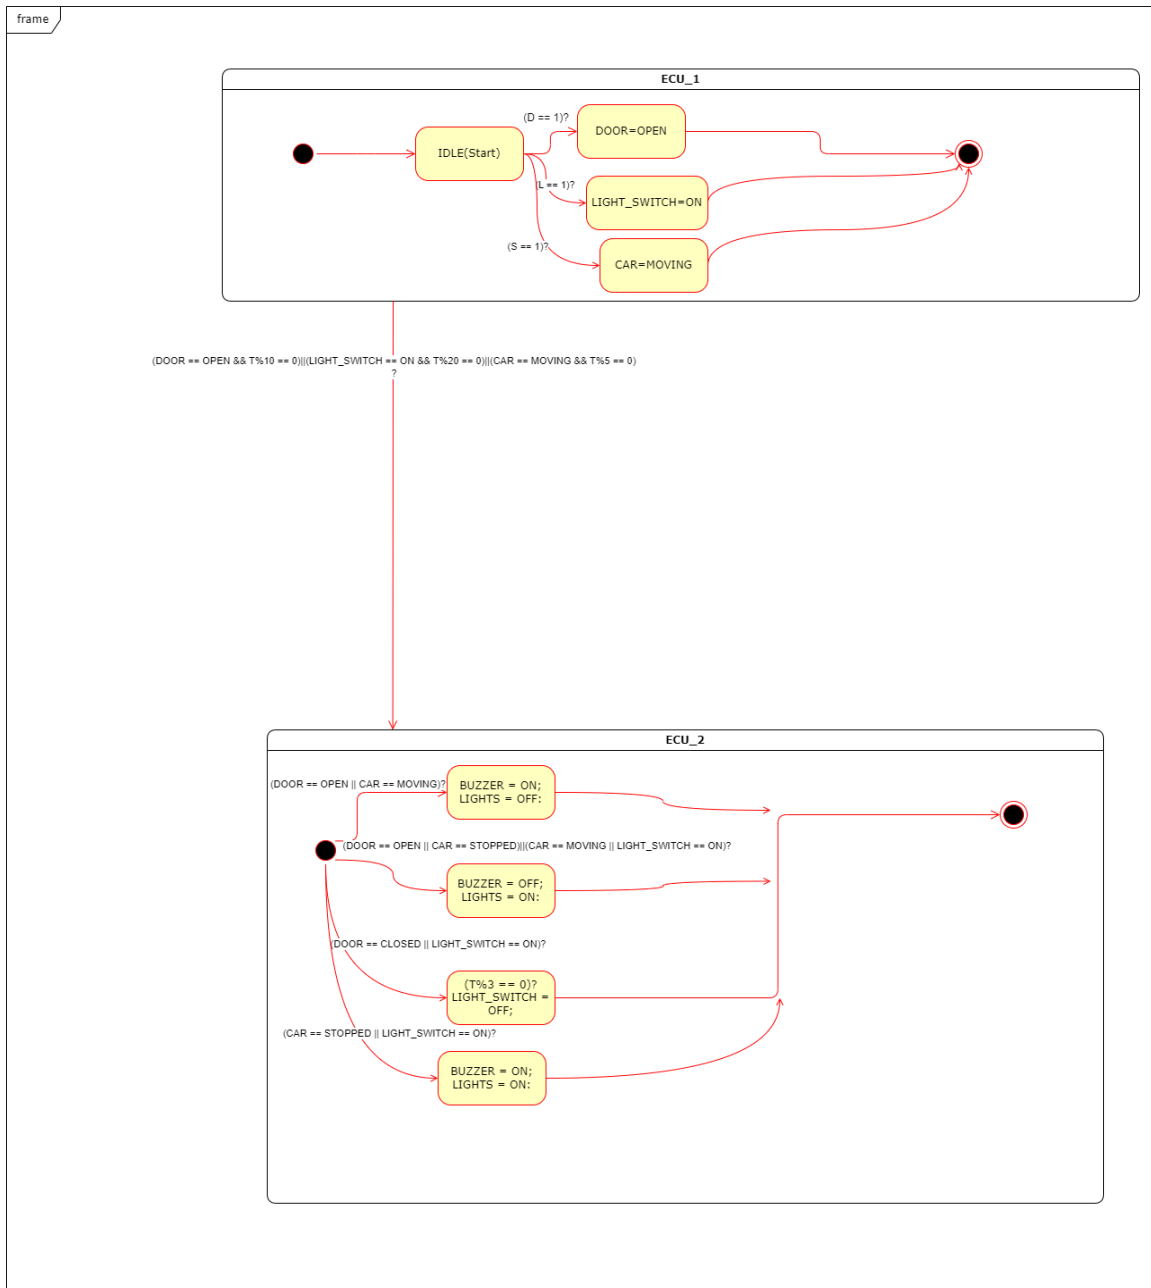 frame
ECU_1
(D == 1)?
DOOR=OPEN
IDLE(Start)
(L == 1)?
LIGHT_SWITCH=ON
(S == 1)?
CAR=MOVING
(DOOR == OPEN && T%10 == 0)||(LIGHT_SWITCH == ON && T%20 == 0)||(CAR == MOVING && T%5 == 0)
?
ECU_2
(DOOR == OPEN || CAR == MOVING)?
BUZZER = ON;
LIGHTS = OFF:
(DOOR == OPEN || CAR == STOPPED)||(CAR == MOVING || LIGHT_SWITCH == ON)?
BUZZER = OFF;
LIGHTS = ON:
(DOOR == CLOSED || LIGHT_SWITCH == ON)?
(T%3 == 0)?
LIGHT_SWITCH =
OFF;
(CAR == STOPPED || LIGHT_SWITCH == ON)?
BUZZER = ON;
LIGHTS = ON: